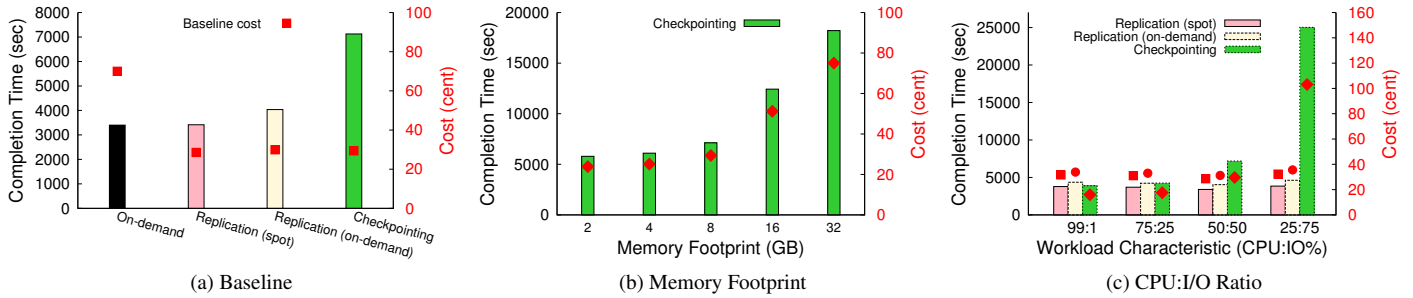 Completion Time (sec)
8000
7000
6000
5000
4000
3000
2000
1000
0
Baseline cost
100
80
60
40
20
0
Cost (cent)
On-demand
Replication (spot)
Replication (on-demand)
Checkpointing
(a) Baseline
Completion Time (sec)
20000
15000
10000
5000
0
Checkpointing
100
80
60
40
20
0
Cost (cent)
2 4 8 16 32
Memory Footprint (GB)
(b) Memory Footprint
Completion Time (sec)
25000
20000
15000
10000
5000
0
Replication (spot)
Replication (on-demand)
Checkpointing
160
140
120
100
80
60
40
20
0
Cost (cent)
99:1 75:25 50:50 25:75
Workload Characteristic (CPU:IO%)
(c) CPU:I/O Ratio